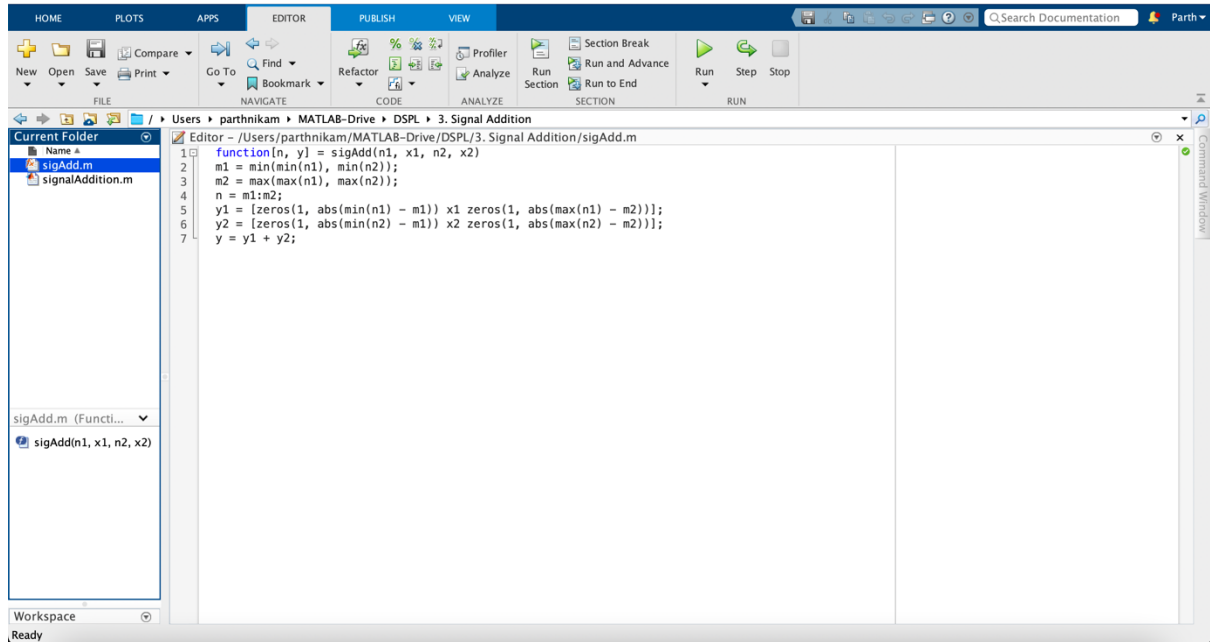 HOME PLOTS APPS EDITOR PUBLISH VIEW Search Documentation Parth
New Open Save Compare Print Go To Find Bookmark Refactor Profiler Analyze Run Section Section Break Run and Advance Run to End Run Step Stop
FILE NAVIGATE CODE ANALYZE SECTION RUN
/ Users MATLAB-Drive DSPL 3. Signal Addition
Current Folder
Name
sigAdd.m
signalAddition.m
sigAdd.m (Functi...
sigAdd(n1, x1, n2, x2)
Workspace
Ready
Editor – /Users/parthnikam/MATLAB-Drive/DSPL/3. Signal Addition/sigAdd.m
1 function[n, y] = sigAdd(n1, x1, n2, x2)
2 m1 = min(min(n1), min(n2));
3 m2 = max(max(n1), max(n2));
4 n = m1:m2;
5 y1 = [zeros(1, abs(min(n1) - m1)) x1 zeros(1, abs(max(n1) - m2))];
6 y2 = [zeros(1, abs(min(n2) - m1)) x2 zeros(1, abs(max(n2) - m2))];
7 y = y1 + y2;
Command Window